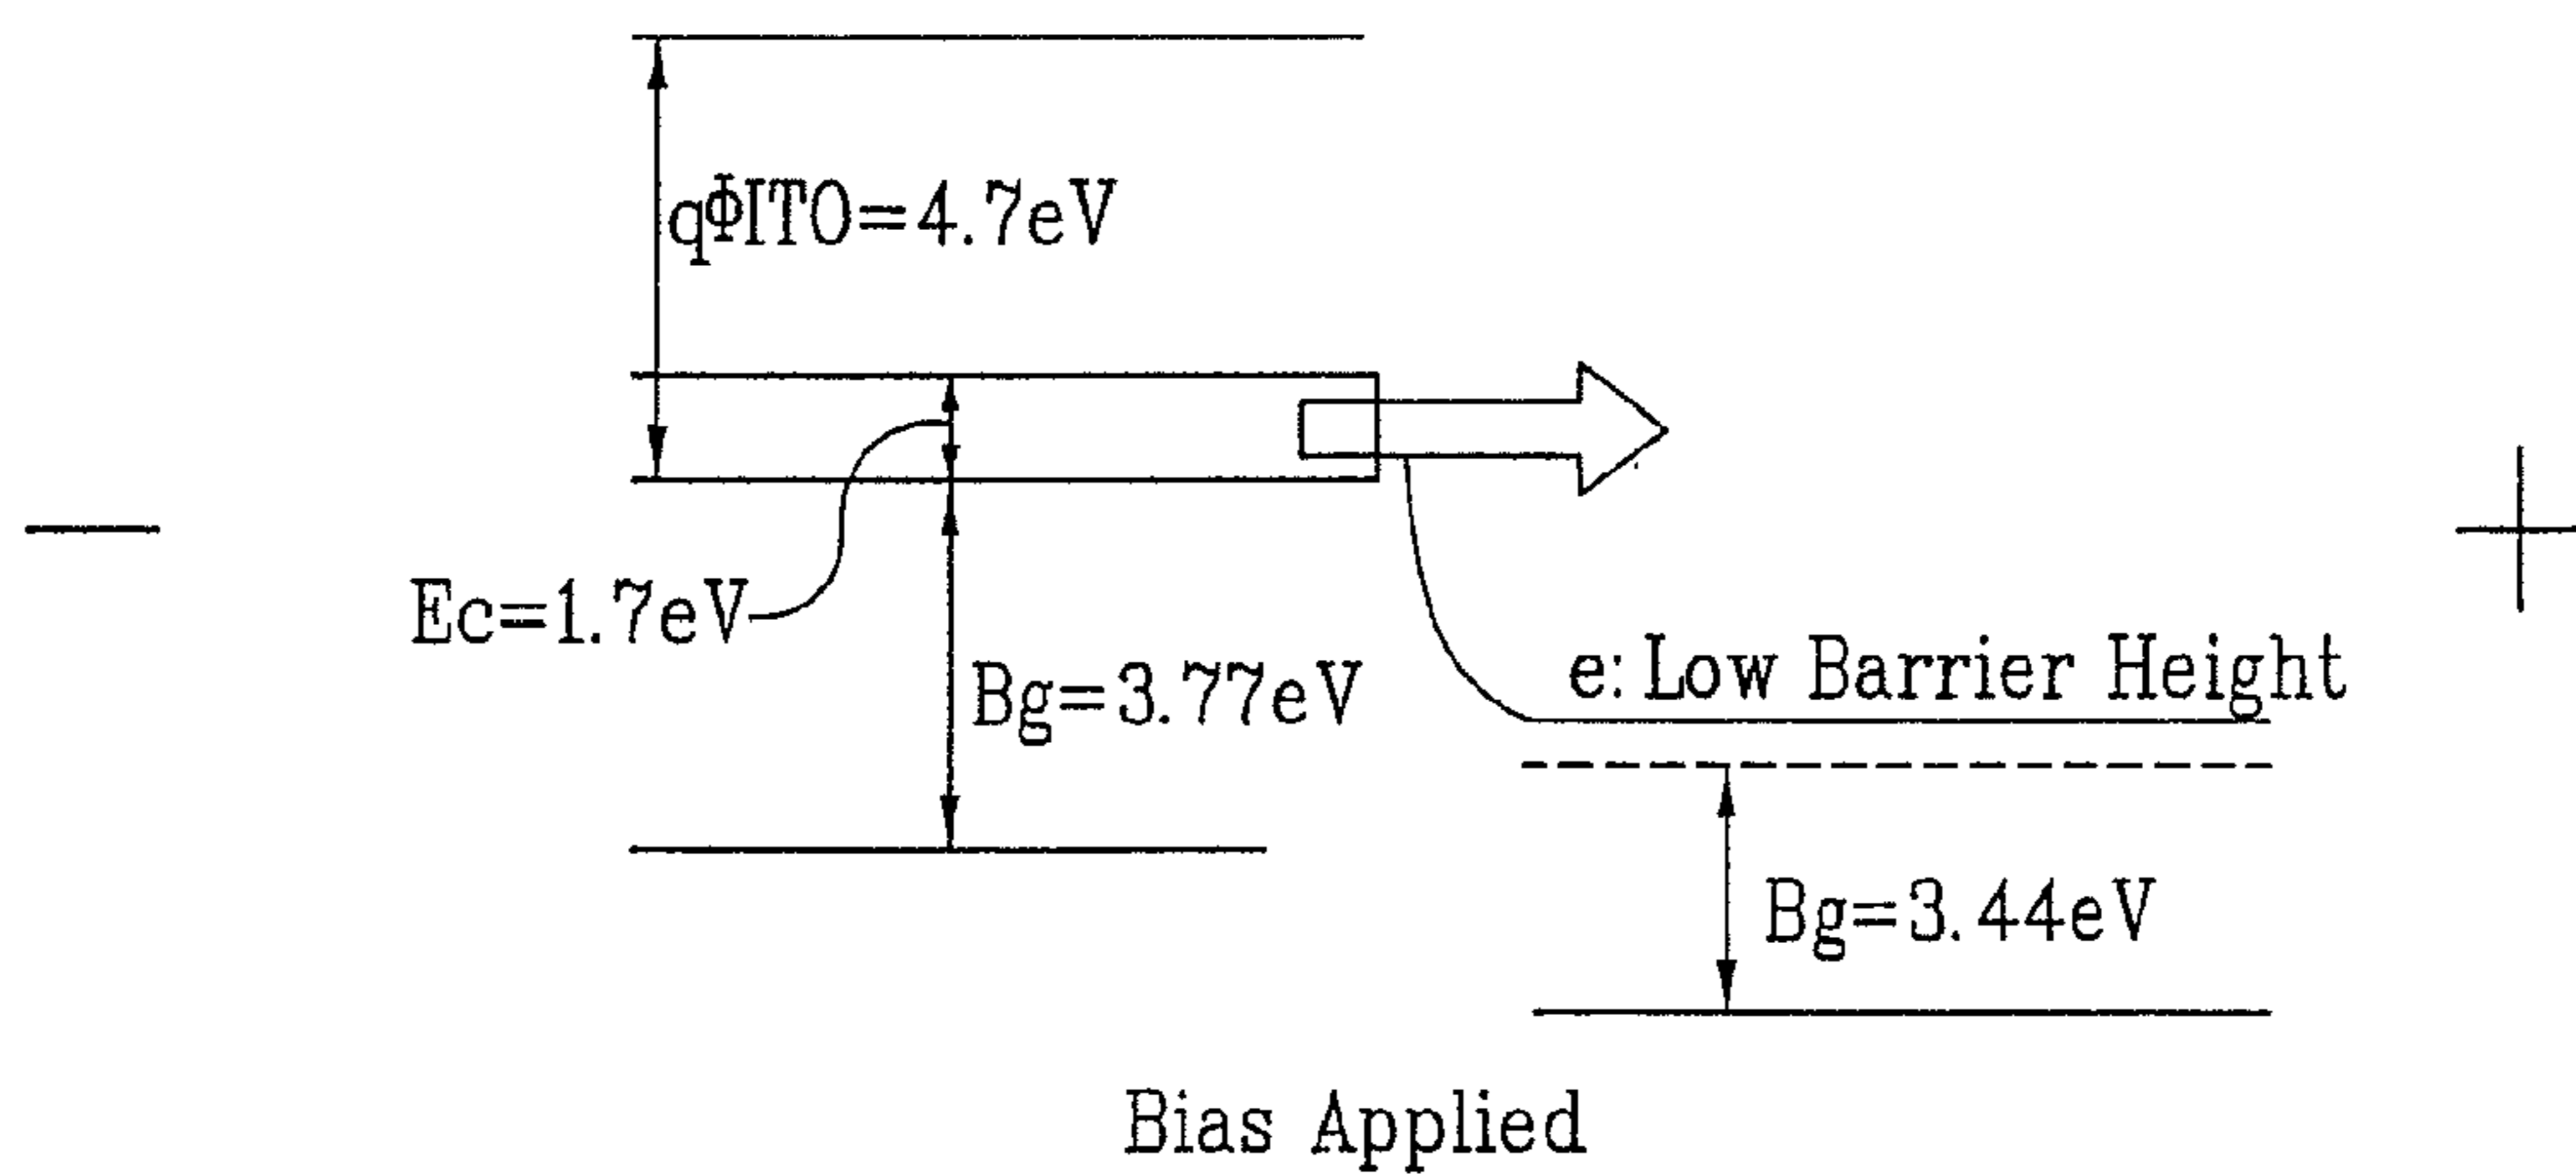 qΦITO=4.7eV
Ec=1.7eV
e: Low Barrier Height
Bg=3.77eV
Bg=3.44eV
Bias Applied